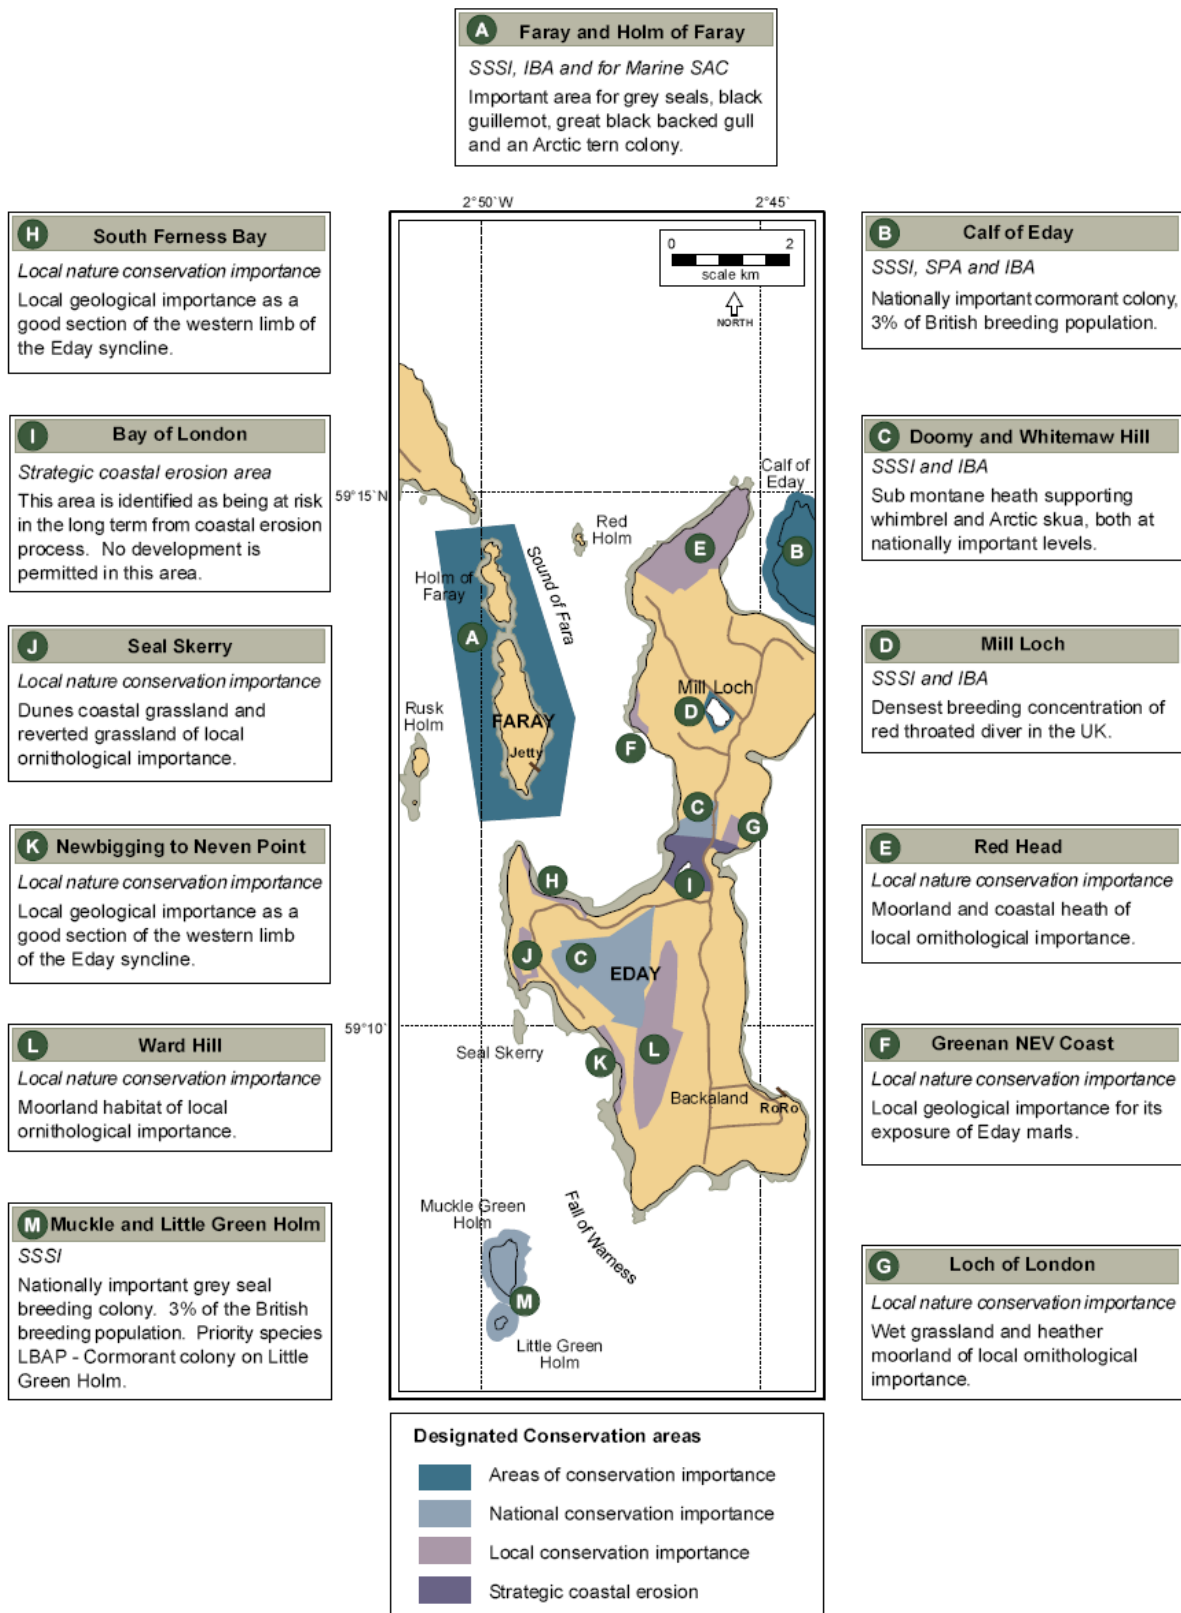 A Faray and Holm of Faray
SSSI, IBA and for Marine SAC
Important area for grey seals, black
guillemot, great black backed gull
and an Arctic tern colony.
H South Ferness Bay
Local nature conservation importance
Local geological importance as a
good section of the western limb of
the Eday syncline.
I Bay of London
Strategic coastal erosion area
This area is identified as being at risk
in the long term from coastal erosion
process. No development is
permitted in this area.
J Seal Skerry
Local nature conservation importance
Dunes coastal grassland and
reverted grassland of local
ornithological importance.
K Newbigging to Neven Point
Local nature conservation importance
Local geological importance as a
good section of the western limb
of the Eday syncline.
L Ward Hill
Local nature conservation importance
Moorland habitat of local
ornithological importance.
M Muckle and Little Green Holm
SSSI
Nationally important grey seal
breeding colony. 3% of the British
breeding population. Priority species
LBAP - Cormorant colony on Little
Green Holm.
2°50`W
2°45`
0 2
scale km
NORTH
Calf of
Eday
59°15`N
Red
Holm
E
B
Holm of
Faray
Sound of Fara
A
Mill Loch
D
Rusk
Holm
FARAY
Jetty
F
C
G
H
I
J
C
EDAY
59°10`
Seal Skerry
K
L
Backaland
RoRo
Muckle Green
Holm
Fall of Warness
M
Little Green
Holm
B Calf of Eday
SSSI, SPA and IBA
Nationally important cormorant colony,
3% of British breeding population.
C Doomy and Whitemaw Hill
SSSI and IBA
Sub montane heath supporting
whimbrel and Arctic skua, both at
nationally important levels.
D Mill Loch
SSSI and IBA
Densest breeding concentration of
red throated diver in the UK.
E Red Head
Local nature conservation importance
Moorland and coastal heath of
local ornithological importance.
F Greenan NEV Coast
Local nature conservation importance
Local geological importance for its
exposure of Eday marls.
G Loch of London
Local nature conservation importance
Wet grassland and heather
moorland of local ornithological
importance.
Designated Conservation areas
Areas of conservation importance
National conservation importance
Local conservation importance
Strategic coastal erosion